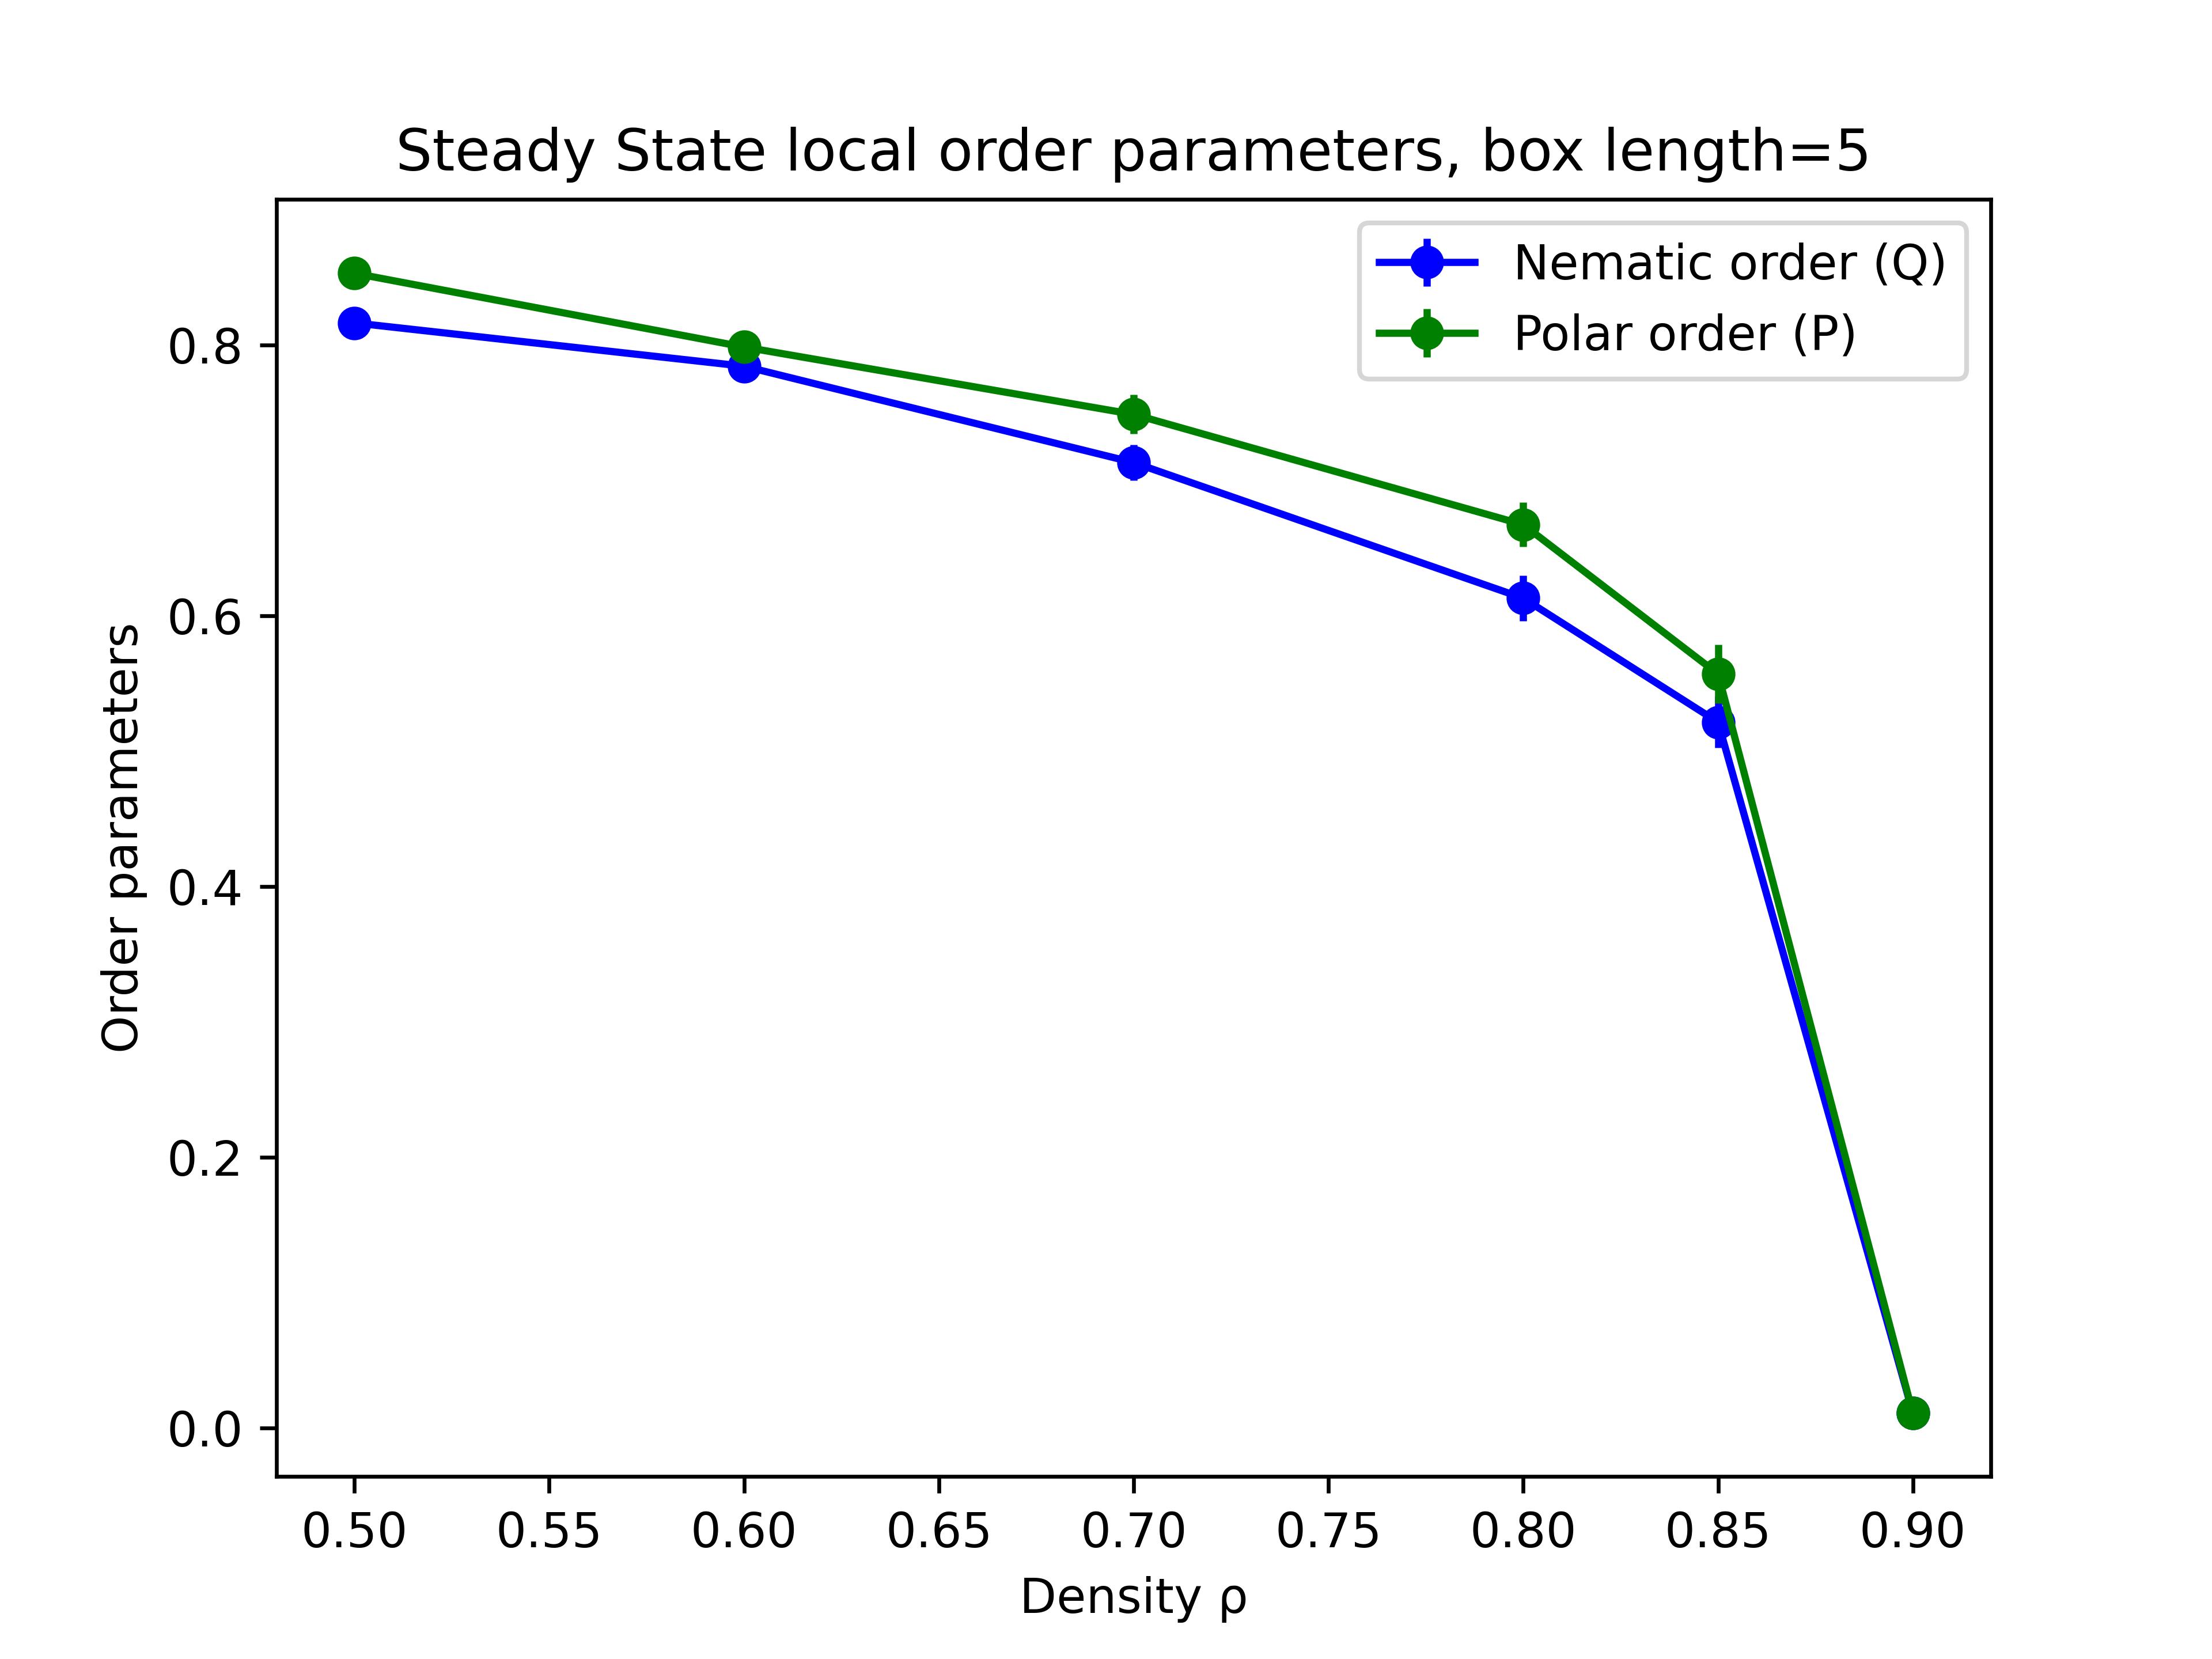 Steady State local order parameters, box length=5
Nematic order (Q)
Polar order (P)
Order parameters
0.8
0.6
0.4
0.2
0.0
0.50 0.55 0.60 0.65 0.70 0.75 0.80 0.85 0.90
Density ρ